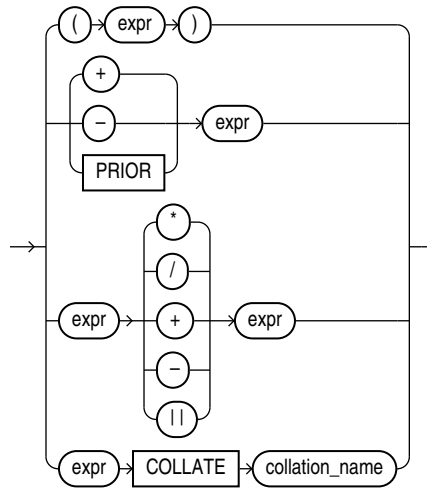 ( expr )
+
–
expr
PRIOR
*
/
expr + expr
–
||
expr COLLATE collation_name